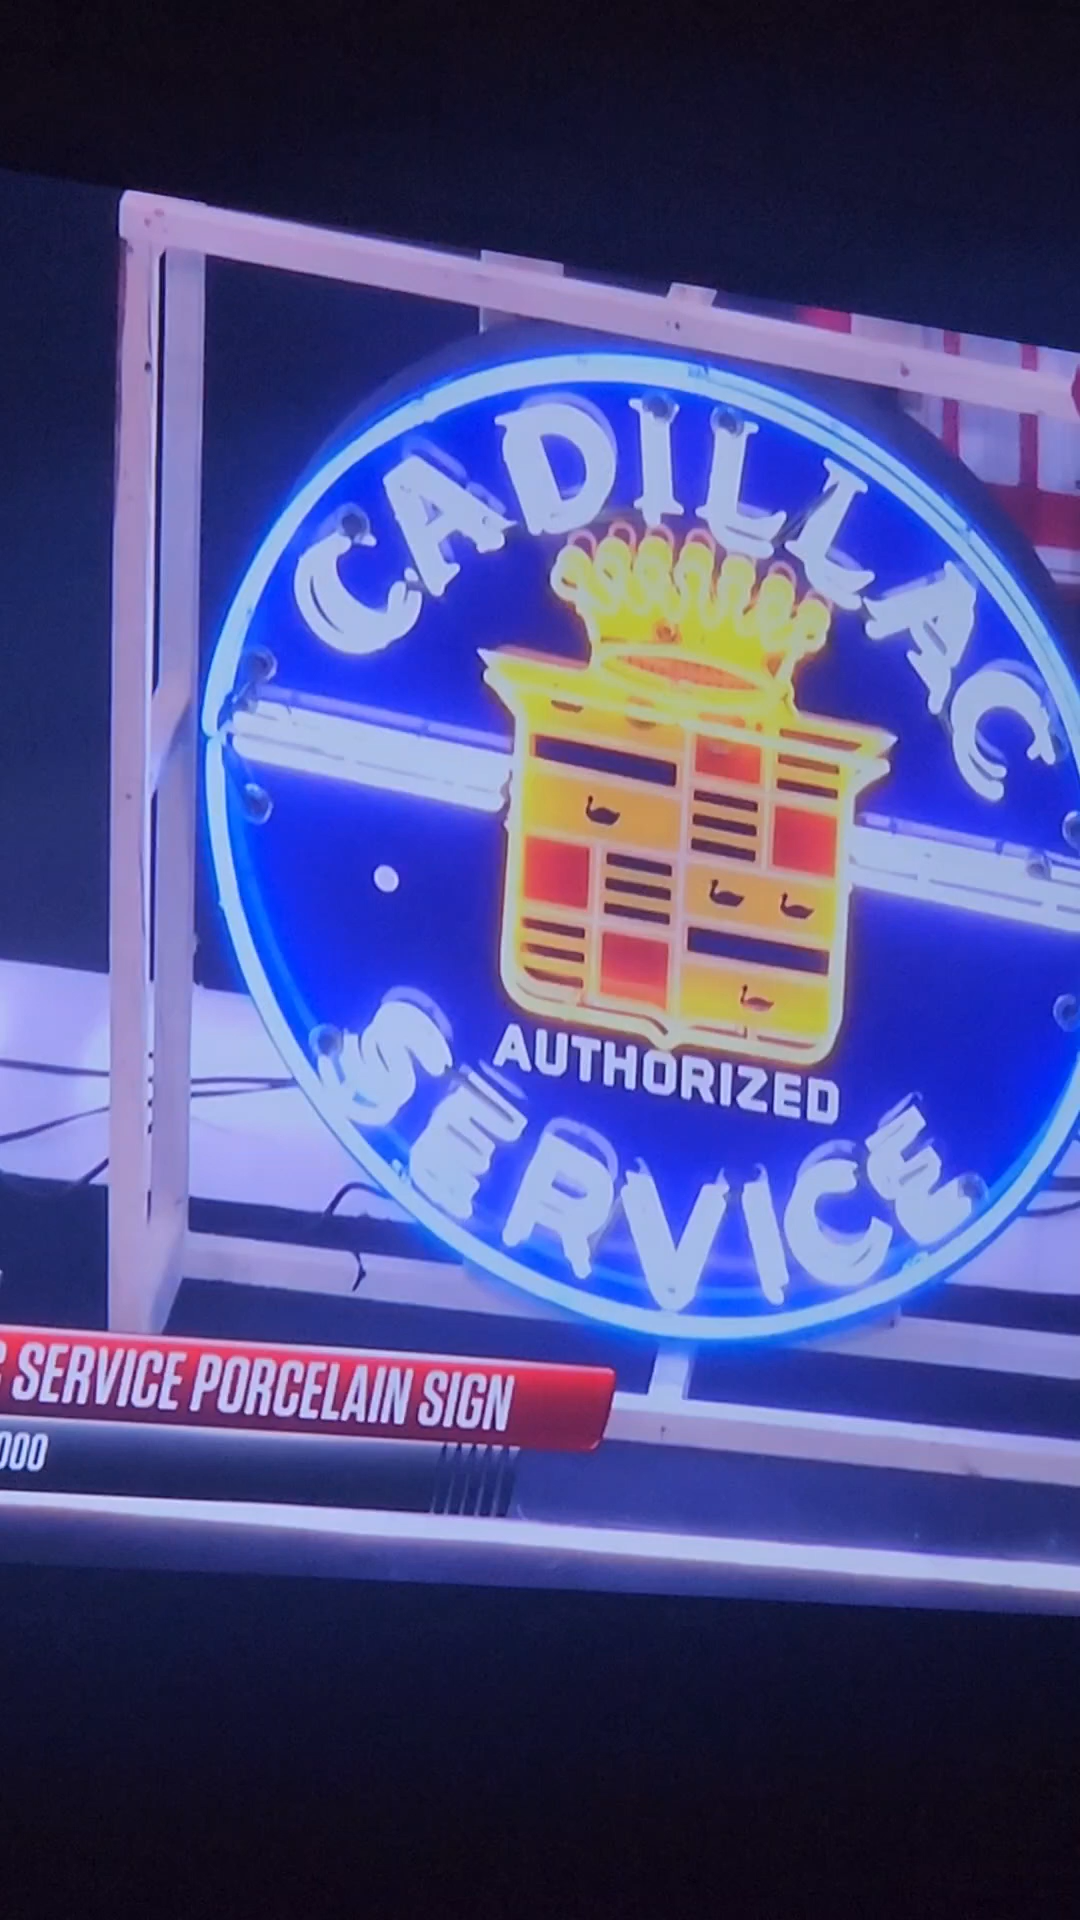 CADILLAC
AUTHORIZED
SERVICE
SERVICE PORCELAIN SIGN
000